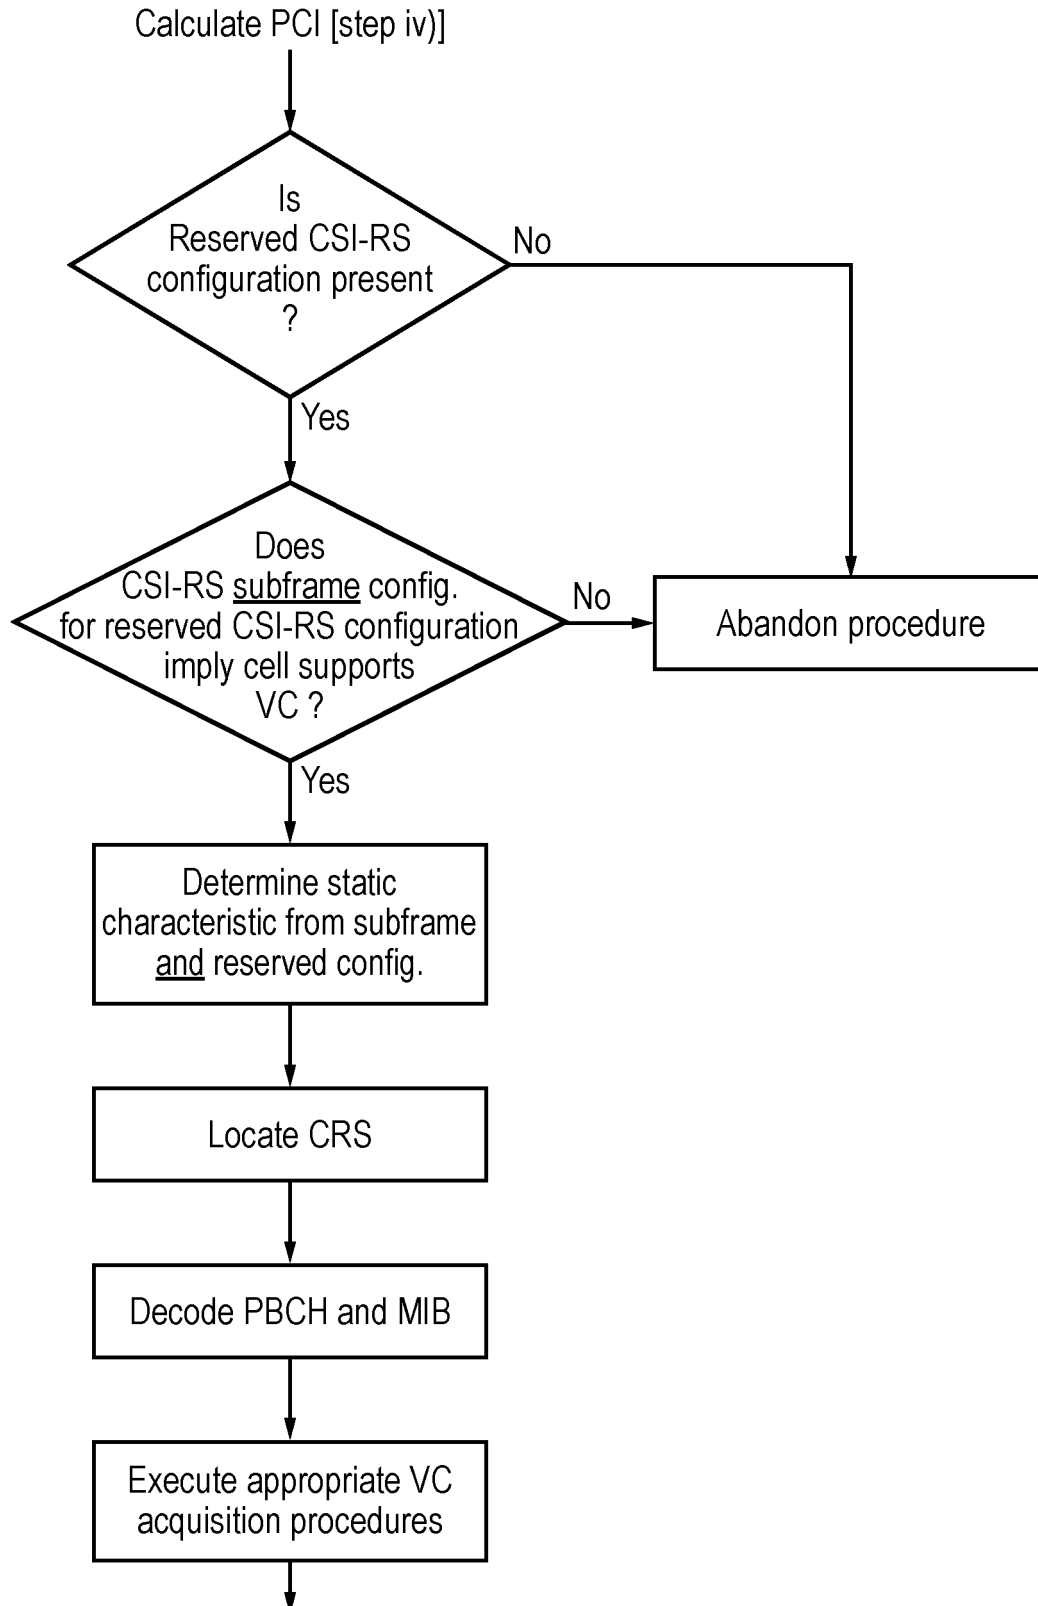 Calculate PCI [step iv)]
Is
Reserved CSI-RS
configuration present
?
No
Yes
Does
CSI-RS subframe config.
for reserved CSI-RS configuration
imply cell supports
VC ?
No
Abandon procedure
Yes
Determine static
characteristic from subframe
and reserved config.
Locate CRS
Decode PBCH and MIB
Execute appropriate VC
acquisition procedures